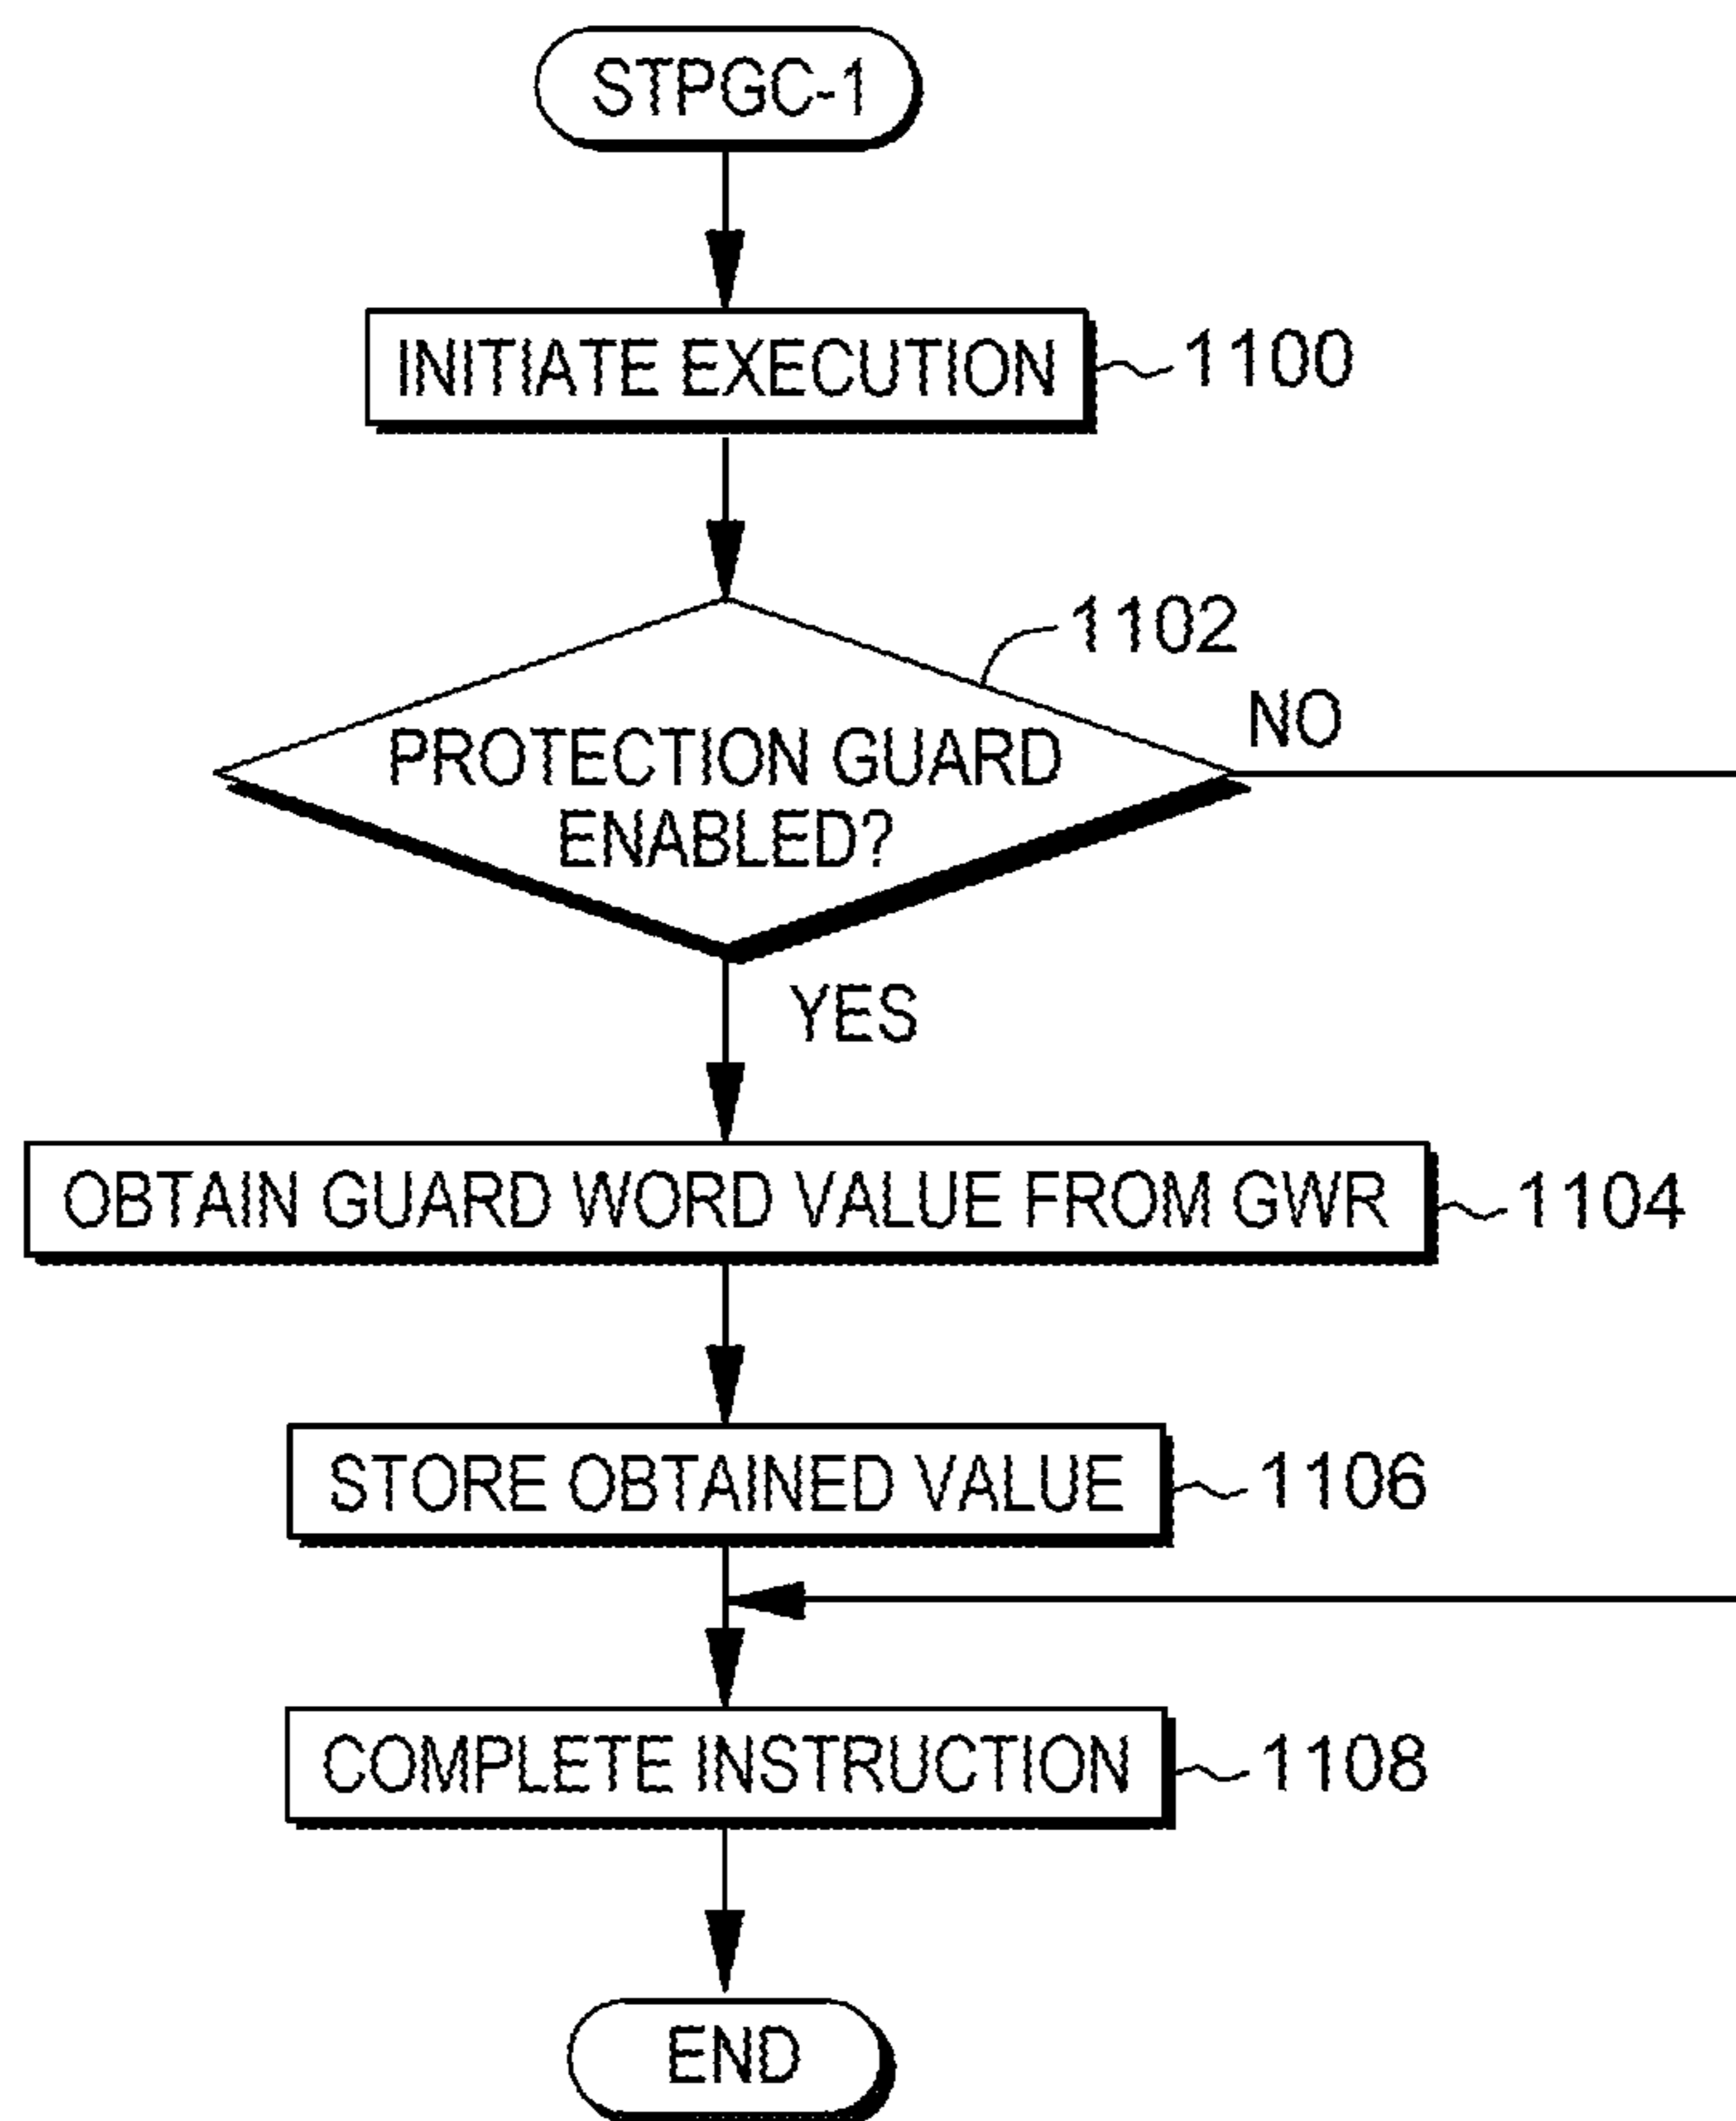 STPGC-1
INITIATE EXECUTION
1100
1102
NO
PROTECTION GUARD
ENABLED?
YES
OBTAIN GUARD WORD VALUE FROM GWR
1104
STORE OBTAINED VALUE
1106
COMPLETE INSTRUCTION
1108
END